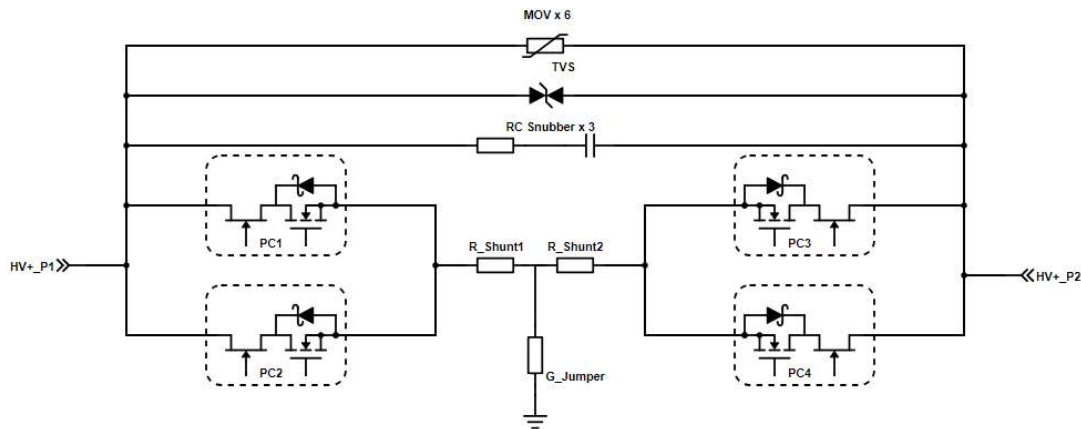 MOV x 6
TVS
RC Snubber x 3
PC1
PC3
R_Shunt1
R_Shunt2
HV+_P1
HV+_P2
PC2
PC4
G_Jumper